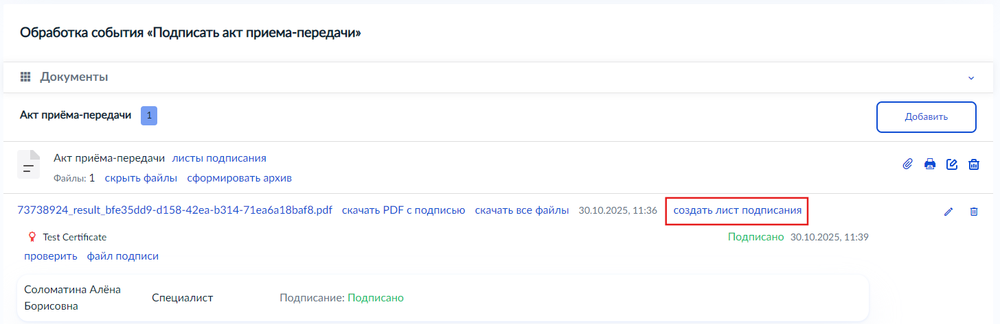 Обработка события «Подписать акт приема-передачи»
Документы
Акт приёма-передачи 1
Добавить
Акт приёма-передачи листы подписания
Файлы: 1 скрыть файлы сформировать архив
73738924_result_bfe35dd9-d158-42ea-b314-71ea6a18baf8.pdf скачать PDF с подписью скачать все файлы 30.10.2025, 11:36 создать лист подписания
Test Certificate Подписано 30.10.2025, 11:39
проверить файл подписи
Соломатина Алёна
Борисовна
Специалист
Подписание: Подписано